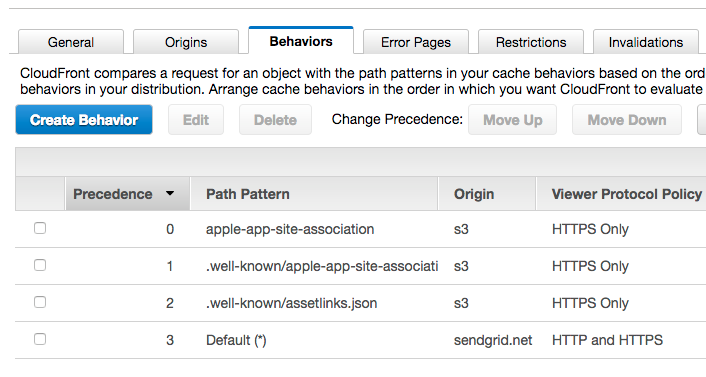 General Origins Behaviors Error Pages Restrictions Invalidations
CloudFront compares a request for an object with the path patterns in your cache behaviors based on the ord
behaviors in your distribution. Arrange cache behaviors in the order in which you want CloudFront to evaluate
Create Behavior Edit Delete Change Precedence: Move Up Move Down
Precedence Path Pattern Origin Viewer Protocol Policy
0 apple-app-site-association s3 HTTPS Only
1 .well-known/apple-app-site-associati s3 HTTPS Only
2 .well-known/assetlinks.json s3 HTTPS Only
3 Default (*) sendgrid.net HTTP and HTTPS